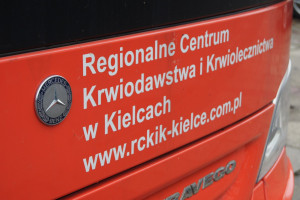 Regionalne Centrum
Krwiodawstwa i Krwiolecznictwa
w Kielcach
www.rckik-kielce.com.pl